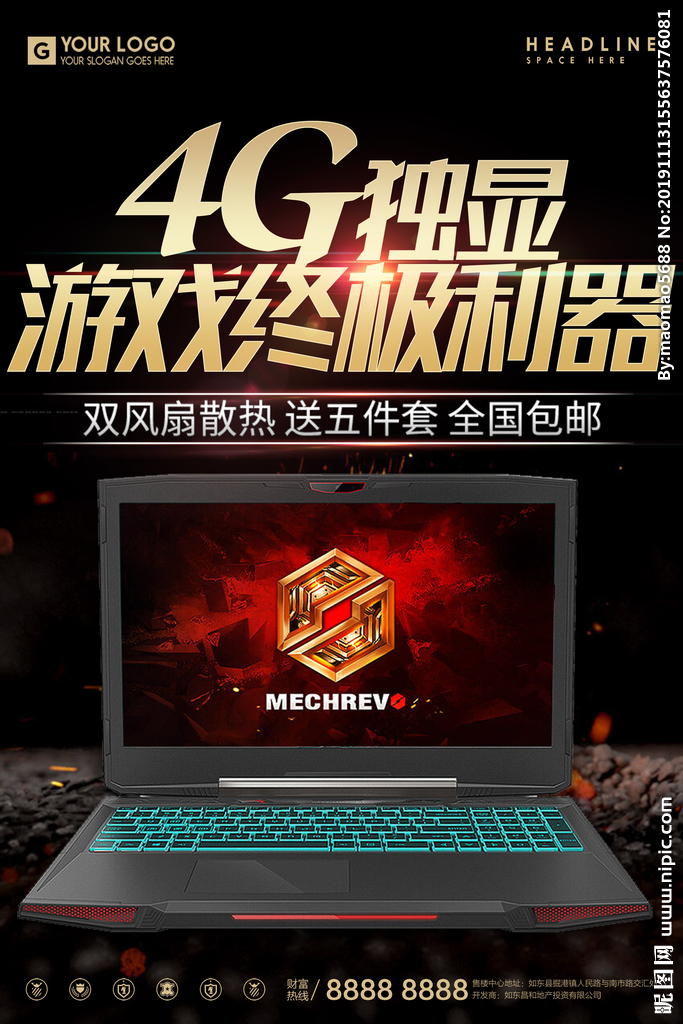 G YOUR LOGO
YOUR SLOGAN GOES HERE
HEADLINE
SPACE HERE
4G独显
游戏终极利器
双风扇散热 送五件套 全国包邮
MECHREVO
财富热线/ 8888 8888
售楼中心地址：如东县掘港镇人民路与南市路交汇处
开发商：如东昌和地产投资有限公司
By:maomao5688 No:20191113155637576081
昵图网 www.nipic.com